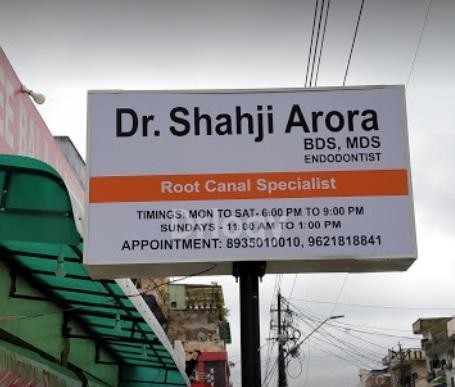 Dr. Shahji Arora
BDS, MDS
ENDODONTIST
Root Canal Specialist
TIMINGS: MON TO SAT- 6:00 PM TO 9:00 PM
SUNDAYS - 11:00 AM TO 1:00 PM
APPOINTMENT: 8935010010, 9621818841